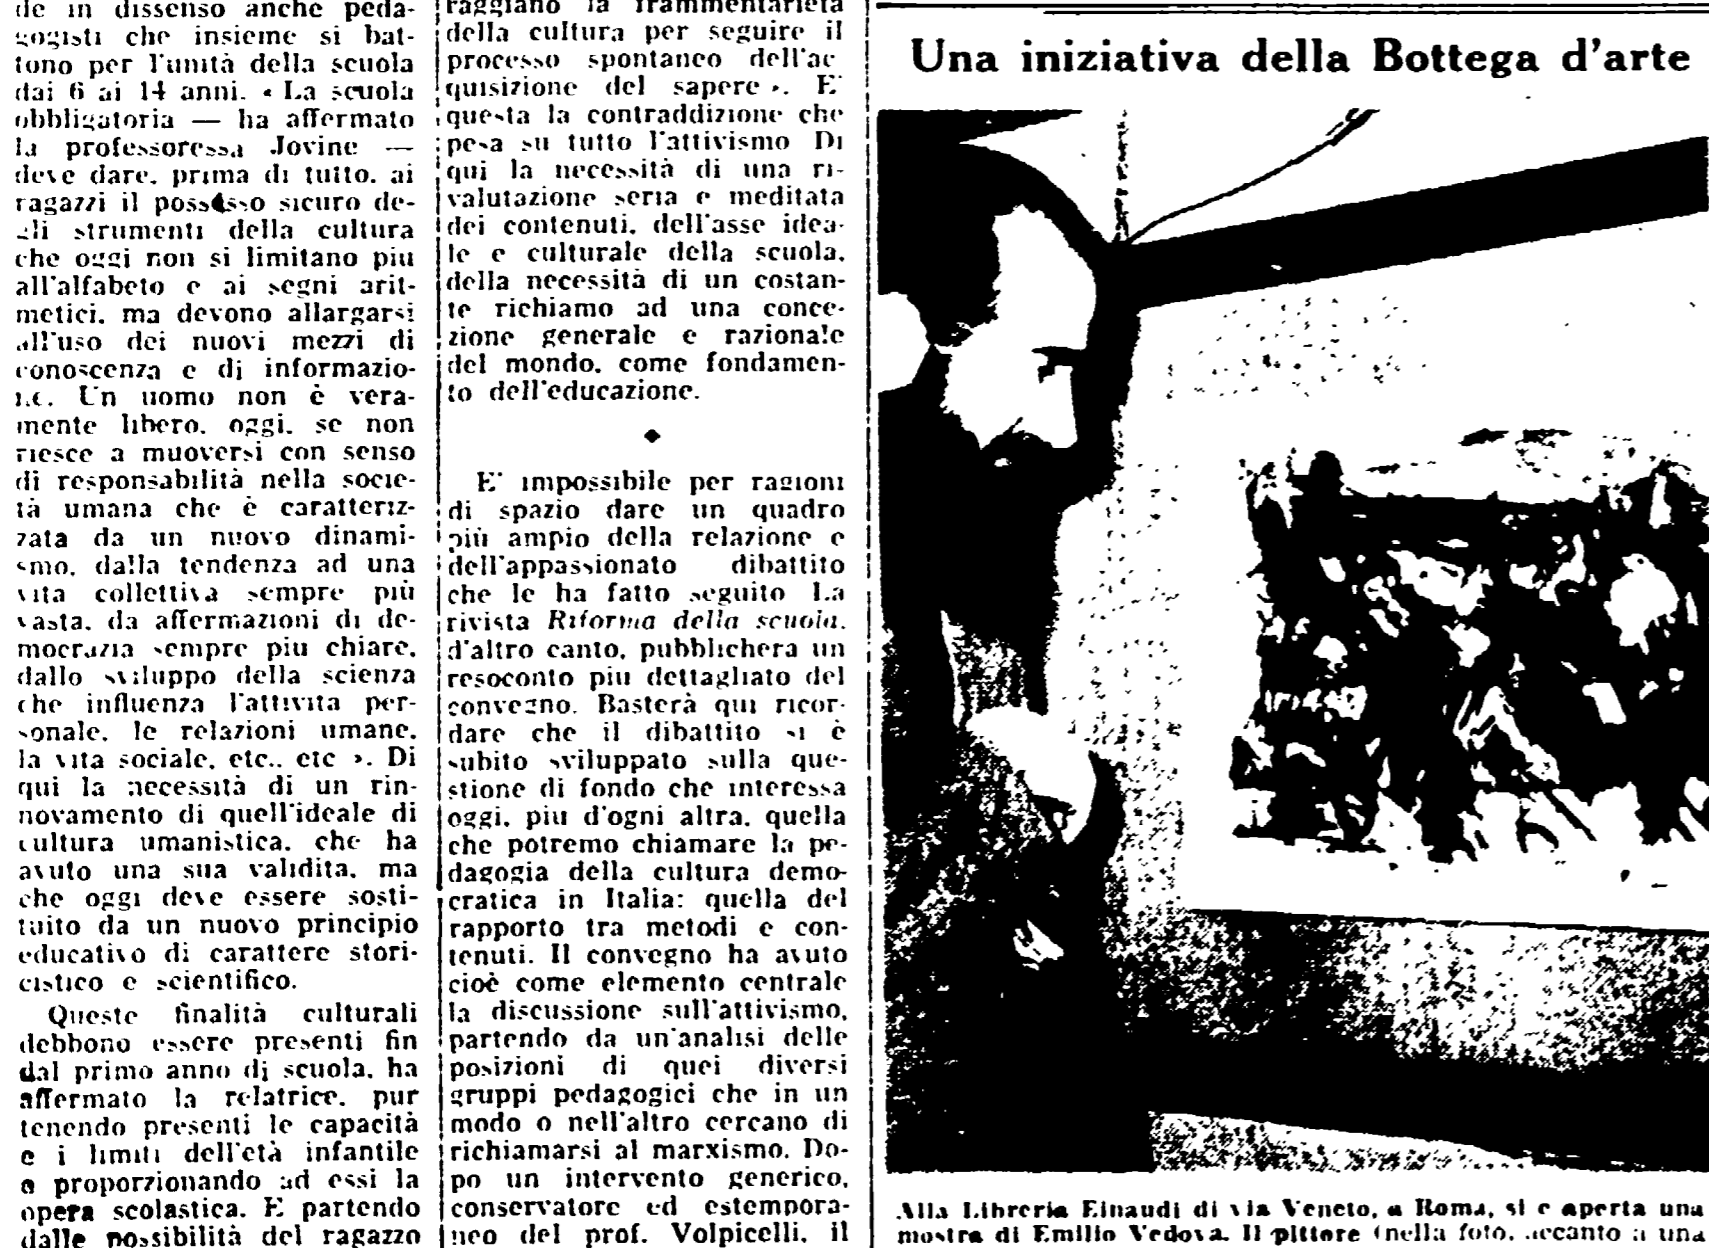 de in dissenso anche peda-
gogisti che insieme si bat-
tono per l'unità della scuola
dai 6 ai 14 anni. « La scuola
obbligatoria — ha affermato
la professoressa Jovine —
deve dare, prima di tutto, ai
ragazzi il possesso sicuro de-
gli strumenti della cultura
che oggi non si limitano piu
all'alfabeto e ai segni arit-
metici, ma devono allargarsi
all'uso dei nuovi mezzi di
conoscenza e di informazio-
ne. Un uomo non è vera-
mente libero, oggi, se non
riesce a muoversi con senso
di responsabilità nella socie-
tà umana che è caratteriz-
zata da un nuovo dinami-
smo, dalla tendenza ad una
vita collettiva sempre più
vasta, da affermazioni di de-
mocrazia sempre piu chiare,
dallo sviluppo della scienza
che influenza l'attivita per-
sonale, le relazioni umane,
la vita sociale, etc., etc ». Di
qui la necessità di un rin-
novamento di quell'ideale di
cultura umanistica, che ha
avuto una sua validita, ma
che oggi deve essere sosti-
tuito da un nuovo principio
educativo di carattere stori-
cistico e scientifico.
Queste finalità culturali
debbono essere presenti fin
dal primo anno di scuola, ha
affermato la relatrice, pur
tenendo presenti le capacità
e i limiti dell'età infantile
e proporzionando ad essi la
opera scolastica. E partendo
dalle possibilità del ragazzo
raggiano la frammentarietà
della cultura per seguire il
processo spontaneo dell'ac
quisizione del sapere ». E'
questa la contraddizione che
pesa su tutto l'attivismo Di
qui la necessità di una ri-
valutazione seria e meditata
dei contenuti, dell'asse idea-
le e culturale della scuola,
della necessità di un costan-
te richiamo ad una conce-
zione generale e razionale
del mondo, come fondamen-
to dell'educazione.
◆
E' impossibile per ragioni
di spazio dare un quadro
più ampio della relazione e
dell'appassionato dibattito
che le ha fatto seguito La
rivista Riforma della scuola,
d'altro canto, pubblichera un
resoconto piu dettagliato del
convegno. Basterà qui ricor-
dare che il dibattito si è
subito sviluppato sulla que-
stione di fondo che interessa
oggi, piu d'ogni altra, quella
che potremo chiamare la pe-
dagogia della cultura demo-
cratica in Italia: quella del
rapporto tra metodi e con-
tenuti. Il convegno ha avuto
cioè come elemento centrale
la discussione sull'attivismo,
partendo da un'analisi delle
posizioni di quei diversi
gruppi pedagogici che in un
modo o nell'altro cercano di
richiamarsi al marxismo. Do-
po un intervento generico,
conservatore ed estempora-
neo del prof. Volpicelli, il
Una iniziativa della Bottega d'arte
Alla Libreria Einaudi di via Veneto, a Roma, si e aperta una
mostra di Emilio Vedova. Il pittore (nella foto, accanto a una